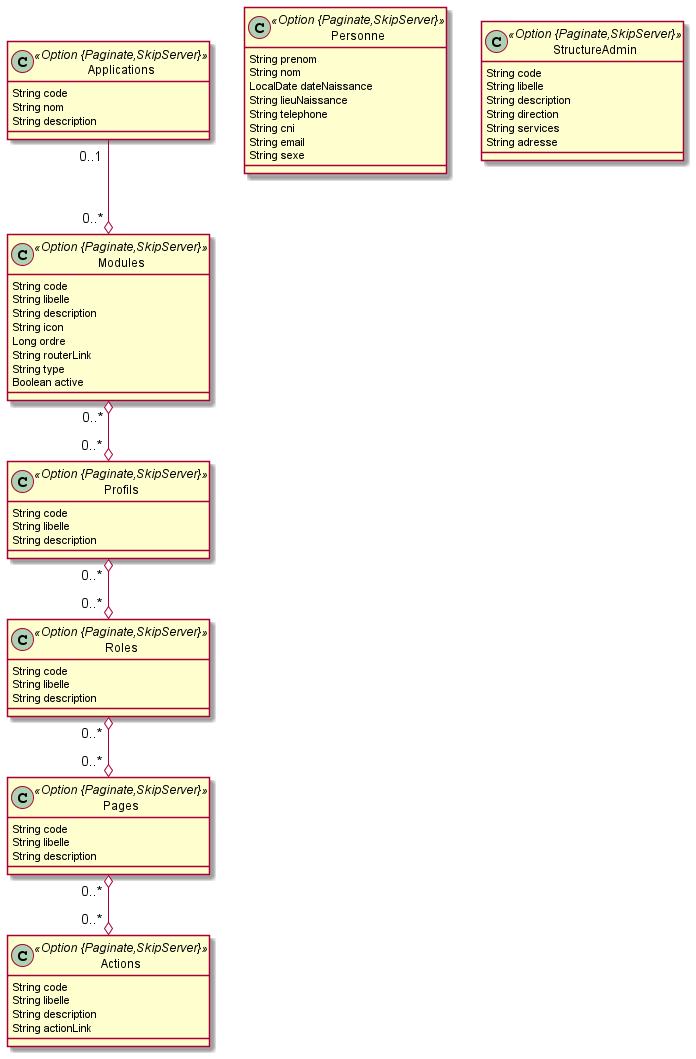 C «Option {Paginate,SkipServer}»
Applications
String code
String nom
String description
0..1
0..*
C «Option {Paginate,SkipServer}»
Modules
String code
String libelle
String description
String icon
Long ordre
String routerLink
String type
Boolean active
0..*
0..*
C «Option {Paginate,SkipServer}»
Profils
String code
String libelle
String description
0..*
0..*
C «Option {Paginate,SkipServer}»
Roles
String code
String libelle
String description
0..*
0..*
C «Option {Paginate,SkipServer}»
Pages
String code
String libelle
String description
0..*
0..*
C «Option {Paginate,SkipServer}»
Actions
String code
String libelle
String description
String actionLink
C «Option {Paginate,SkipServer}»
Personne
String prenom
String nom
LocalDate dateNaissance
String lieuNaissance
String telephone
String cni
String email
String sexe
C «Option {Paginate,SkipServer}»
StructureAdmin
String code
String libelle
String description
String direction
String services
String adresse